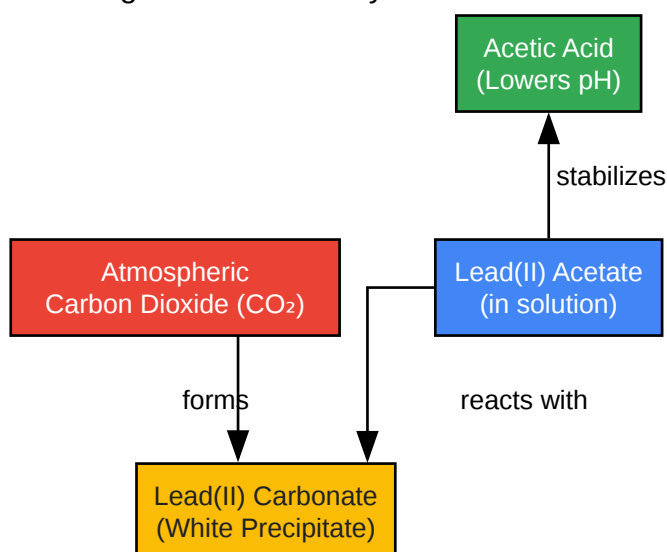 Acetic Acid
(Lowers pH)
stabilizes
Atmospheric
Carbon Dioxide (CO₂)
Lead(II) Acetate
(in solution)
forms
reacts with
Lead(II) Carbonate
(White Precipitate)